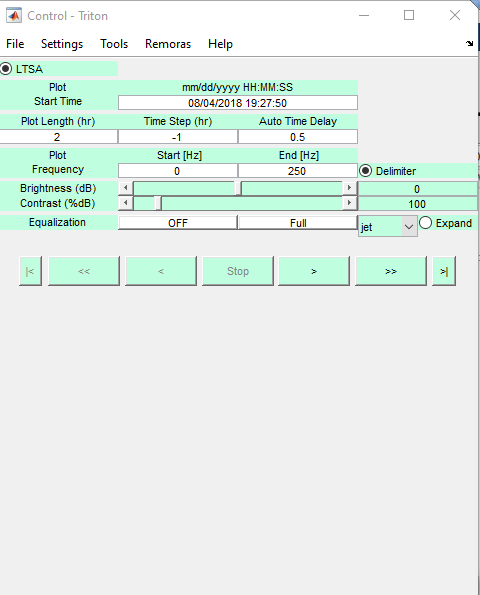 Control - Triton
File Settings Tools Remoras Help
LTSA
Plot mm/dd/yyyy HH:MM:SS
Start Time 08/04/2018 19:27:50
Plot Length (hr) Time Step (hr) Auto Time Delay
2 -1 0.5
Plot Start [Hz] End [Hz]
Frequency 0 250 Delimiter
Brightness (dB) 0
Contrast (%dB) 100
Equalization OFF Full jet Expand
|< << < Stop > >> >|